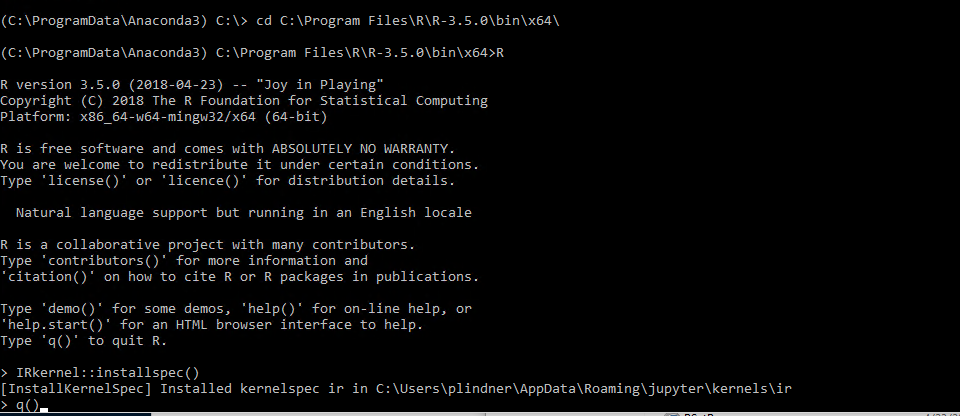 (C:\ProgramData\Anaconda3) C:\> cd C:\Program Files\R\R-3.5.0\bin\x64\
(C:\ProgramData\Anaconda3) C:\Program Files\R\R-3.5.0\bin\x64>R
R version 3.5.0 (2018-04-23) -- "Joy in Playing"
Copyright (C) 2018 The R Foundation for Statistical Computing
Platform: x86_64-w64-mingw32/x64 (64-bit)
R is free software and comes with ABSOLUTELY NO WARRANTY.
You are welcome to redistribute it under certain conditions.
Type 'license()' or 'licence()' for distribution details.
Natural language support but running in an English locale
R is a collaborative project with many contributors.
Type 'contributors()' for more information and
'citation()' on how to cite R or R packages in publications.
Type 'demo()' for some demos, 'help()' for on-line help, or
'help.start()' for an HTML browser interface to help.
Type 'q()' to quit R.
> IRkernel::installspec()
[InstallKernelSpec] Installed kernelspec ir in C:\Users\plindner\AppData\Roaming\jupyter\kernels\ir
> q()